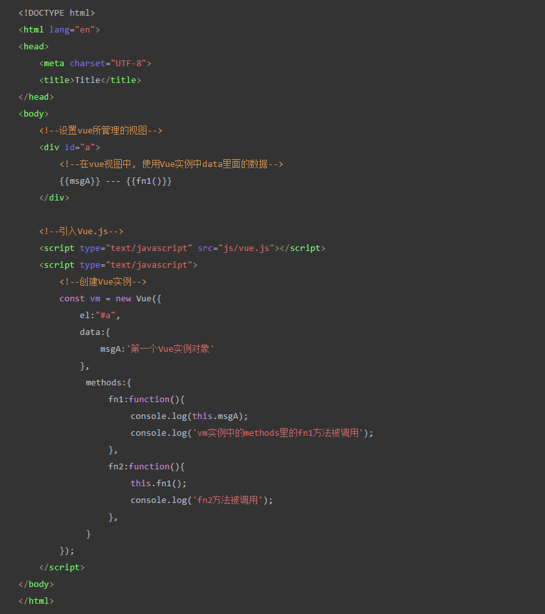 <!DOCTYPE html>
<html lang="en">
<head>
    <meta charset="UTF-8">
    <title>Title</title>
</head>
<body>
    <!--设置vue所管理的视图-->
    <div id="a">
        <!--在vue视图中, 使用Vue实例中data里面的数据-->
        {{msgA}} --- {{fn1()}}
    </div>

    <!--引入Vue.js-->
    <script type="text/javascript" src="js/vue.js"></script>
    <script type="text/javascript">
        <!--创建Vue实例-->
        const vm = new Vue({
            el:"#a",
            data:{
                msgA:'第一个Vue实例对象'
            },
             methods:{
                 fn1:function(){
                     console.log(this.msgA);
                     console.log('vm实例中的methods里的fn1方法被调用');
                 },
                 fn2:function(){
                     this.fn1();
                     console.log('fn2方法被调用');
                 },
             }
        });
    </script>
</body>
</html>